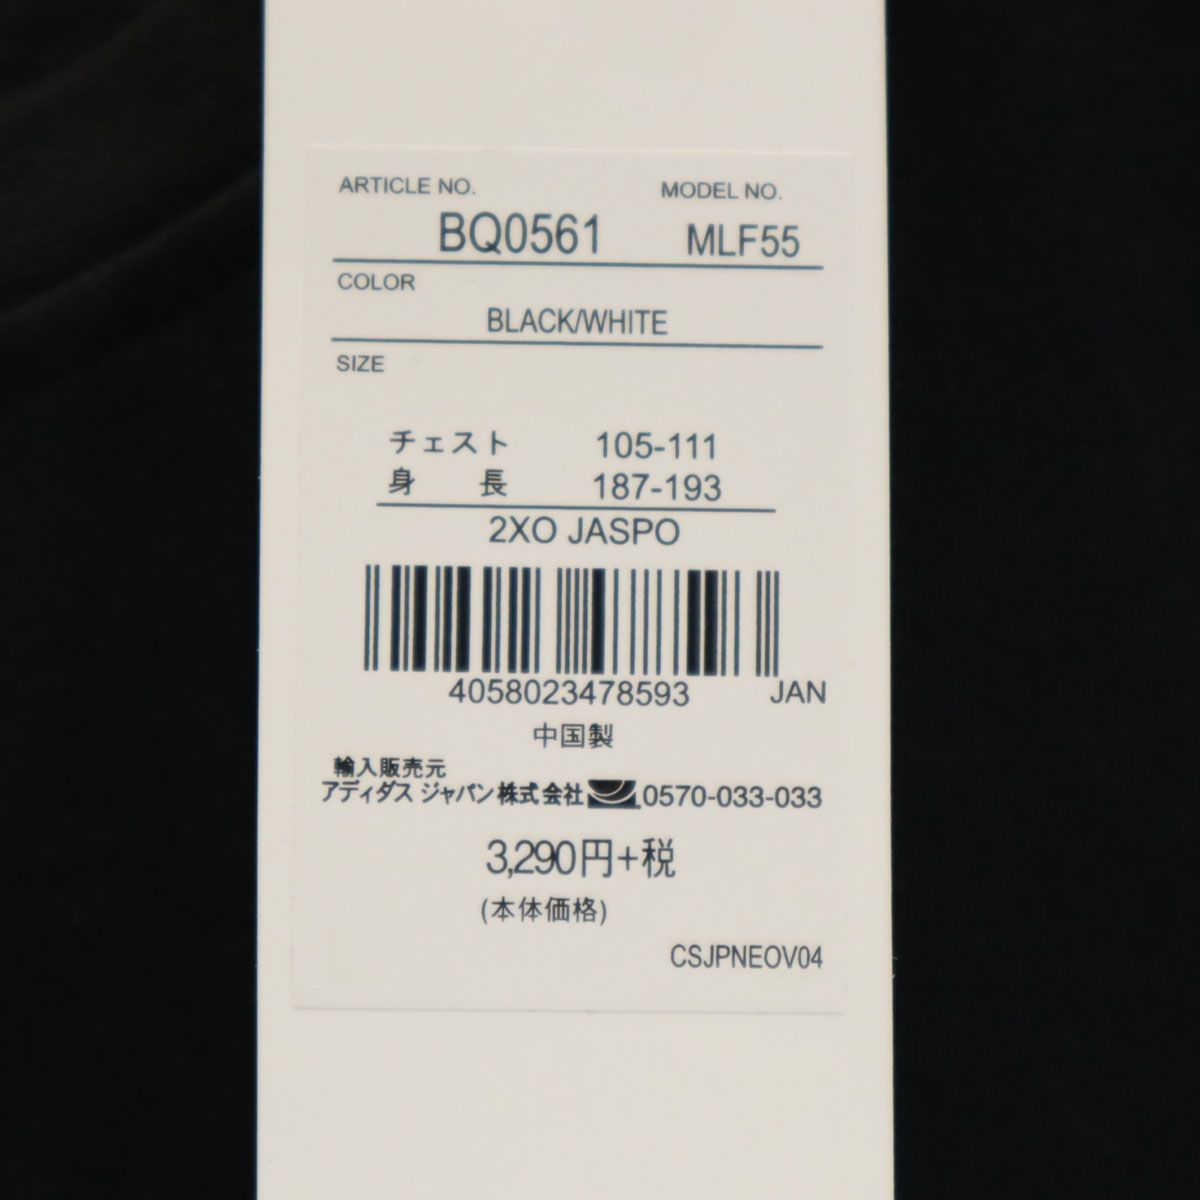 ARTICLE NO. MODEL NO.
BQ0561 MLF55
COLOR
BLACK/WHITE
SIZE
チェスト 105-111
身 長 187-193
2XO JASPO
4058023478593 JAN
中国製
輸入販売元
アディダス ジャパン株式会社 0570-033-033
3,290円+税
(本体価格)
CSJPNEOV04